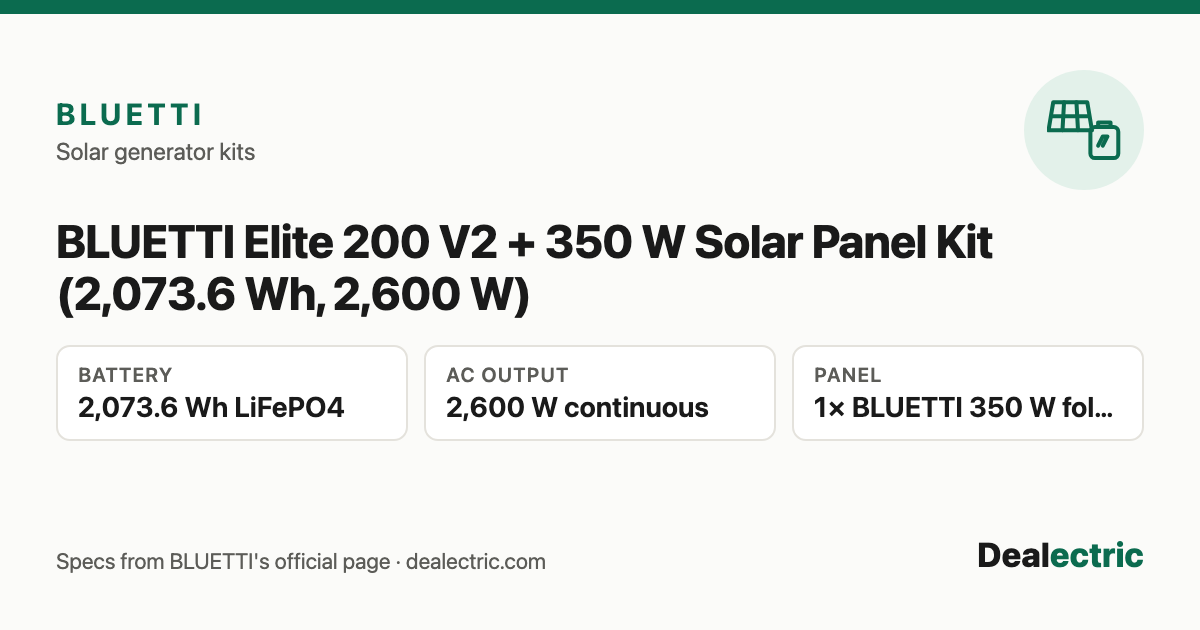 BLUETTI
Solar generator kits
BLUETTI Elite 200 V2 + 350 W Solar Panel Kit
(2,073.6 Wh, 2,600 W)
BATTERY
2,073.6 Wh LiFePO4
AC OUTPUT
2,600 W continuous
PANEL
1× BLUETTI 350 W fol...
Specs from BLUETTI's official page · dealectric.com
Dealectric